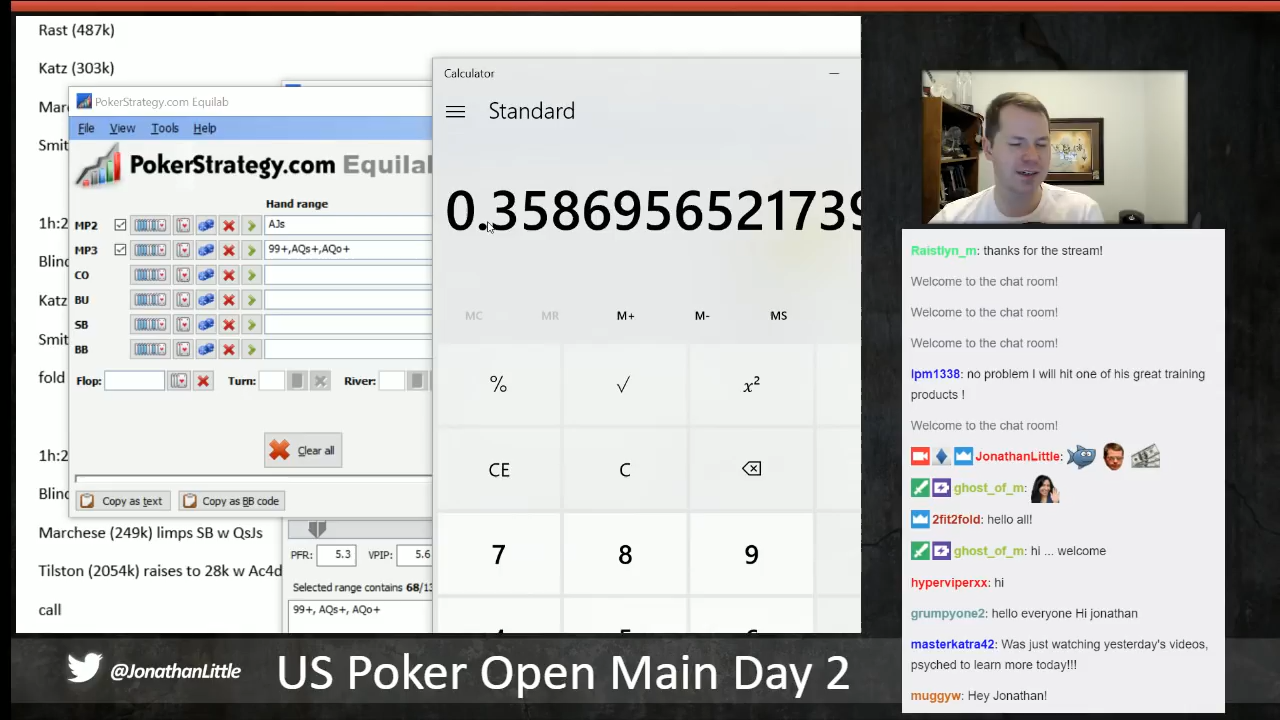 Rast (487k)
Katz (303k)
Marc
Smit
1h:2
Blin
Katz
Smit
fold
1h:2
Blin
Marchese (249k) limps SB w QsJs
Tilston (2054k) raises to 28k w Ac4d
call
PokerStrategy.com Equilab
File View Tools Help
PokerStrategy.com Equilab
Hand range
MP2 AJs
MP3 99+,AQs+,AQo+
CO
BU
SB
BB
Flop: Turn: River:
Clear all
Copy as text Copy as BB code
PFR: 5.3 VPIP: 5.6
Selected range contains 68/13
99+, AQs+, AQo+
Calculator
Standard
0.3586956521739
MC MR M+ M- MS
% √ x²
CE C
7 8 9
Raistlyn_m: thanks for the stream!
Welcome to the chat room!
Welcome to the chat room!
Welcome to the chat room!
lpm1338: no problem I will hit one of his great training
products !
Welcome to the chat room!
JonathanLittle:
ghost_of_m:
2fit2fold: hello all!
ghost_of_m: hi ... welcome
hyperviperxx: hi
grumpyone2: hello everyone Hi jonathan
masterkatra42: Was just watching yesterday's videos,
psyched to learn more today!!!
muggyw: Hey Jonathan!
@JonathanLittle US Poker Open Main Day 2